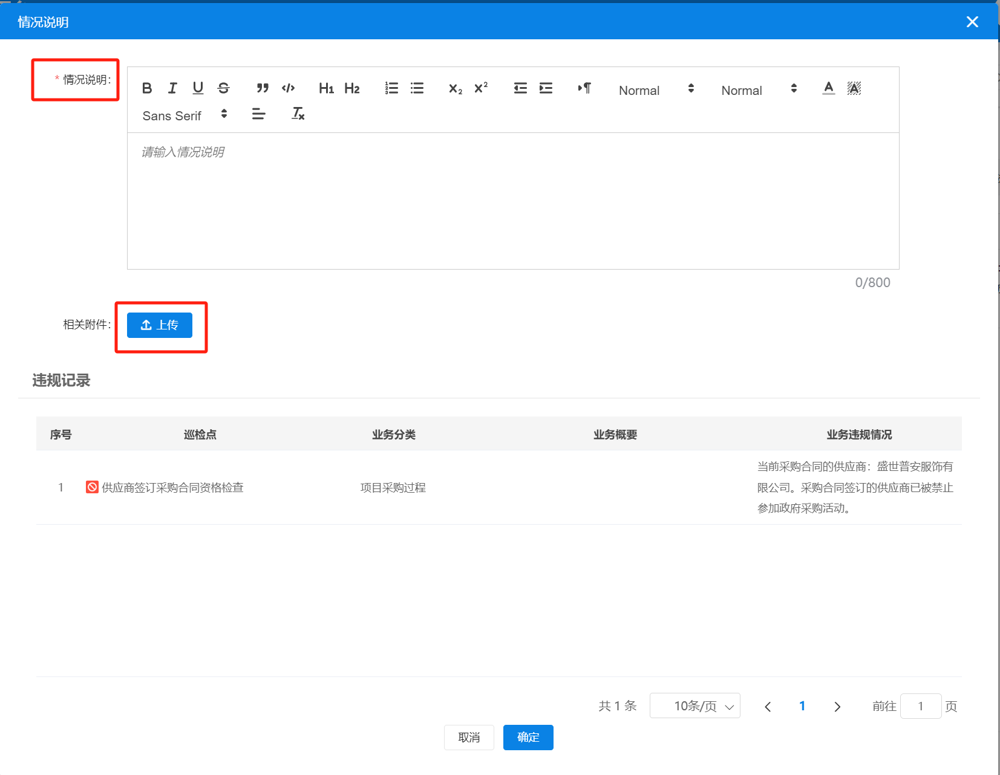 情况说明
* 情况说明：
B I U S ” </> H1 H2 X₂ X² Normal Normal A A
Sans Serif
请输入情况说明
0/800
相关附件：
上传
违规记录
序号 巡检点 业务分类 业务概要 业务违规情况
1 供应商签订采购合同资格检查 项目采购过程 当前采购合同的供应商：盛世普安服饰有
限公司。采购合同签订的供应商已被禁止
参加政府采购活动。
共 1 条 10条/页 1 前往 1 页
取消 确定